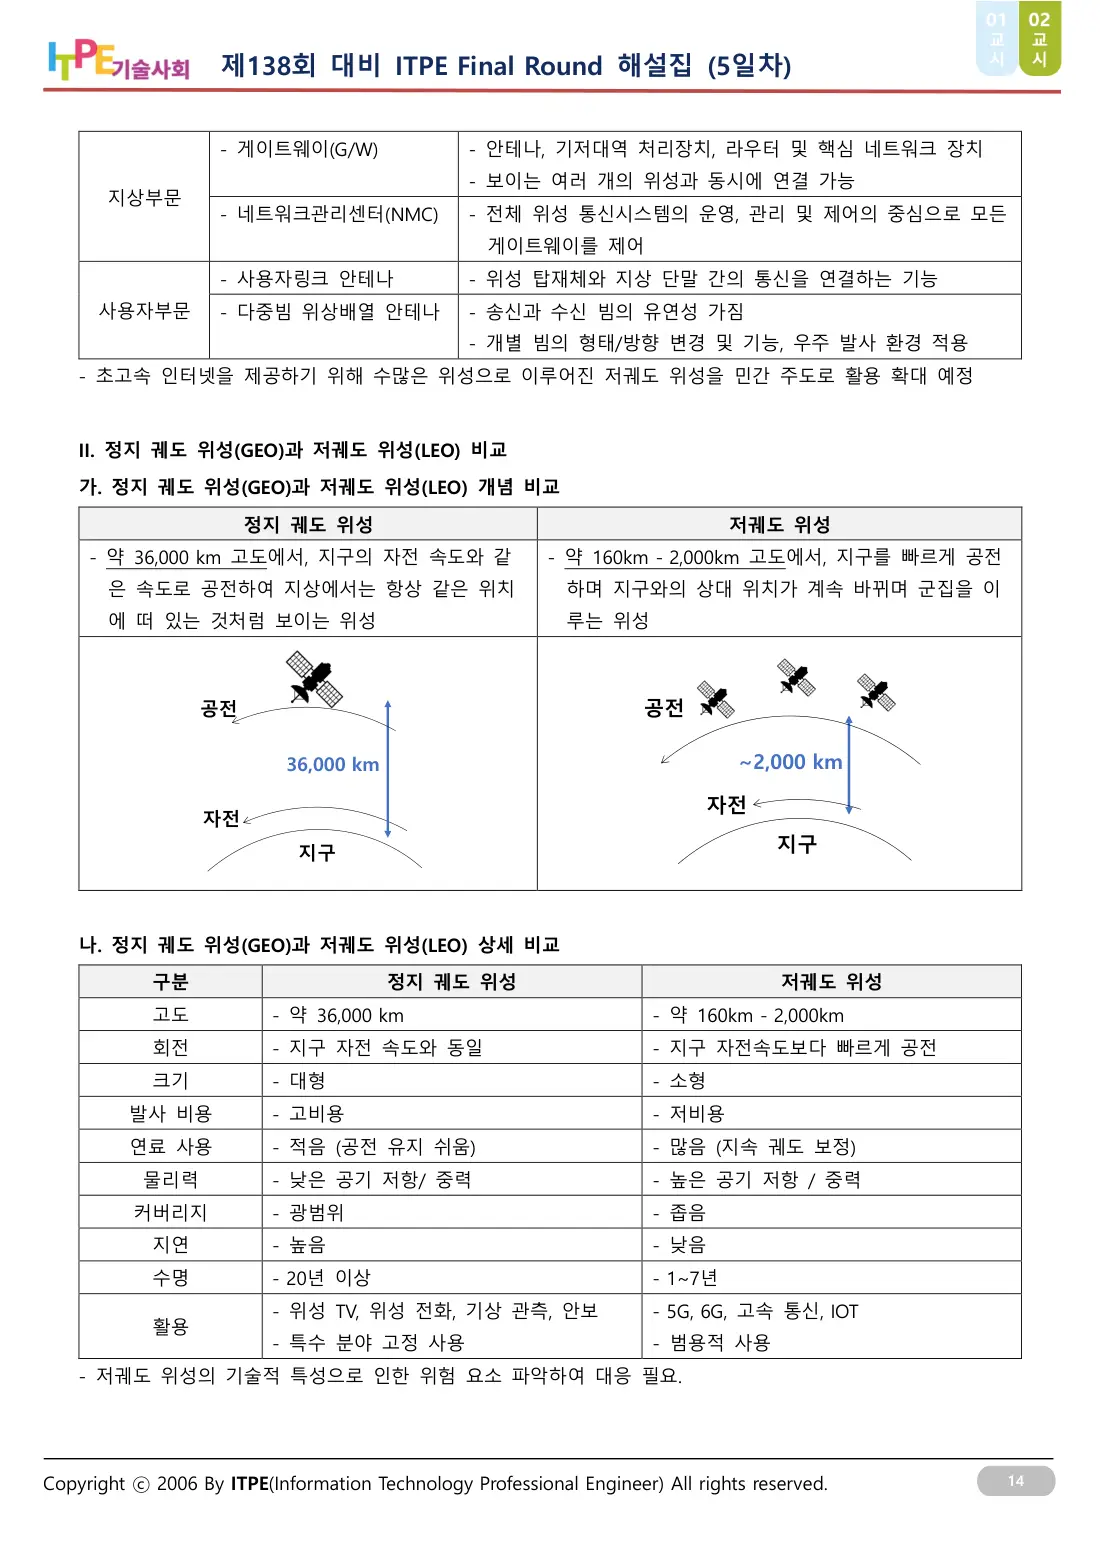 01
교
시
02
교
시
ITPE기술사회
제138회 대비 ITPE Final Round 해설집 (5일차)
지상부문
- 게이트웨이(G/W)
- 안테나, 기저대역 처리장치, 라우터 및 핵심 네트워크 장치
- 보이는 여러 개의 위성과 동시에 연결 가능
- 네트워크관리센터(NMC)
- 전체 위성 통신시스템의 운영, 관리 및 제어의 중심으로 모든
게이트웨이를 제어
사용자부문
- 사용자링크 안테나
- 위성 탑재체와 지상 단말 간의 통신을 연결하는 기능
- 다중빔 위상배열 안테나
- 송신과 수신 빔의 유연성 가짐
- 개별 빔의 형태/방향 변경 및 기능, 우주 발사 환경 적용
- 초고속 인터넷을 제공하기 위해 수많은 위성으로 이루어진 저궤도 위성을 민간 주도로 활용 확대 예정
II. 정지 궤도 위성(GEO)과 저궤도 위성(LEO) 비교
가. 정지 궤도 위성(GEO)과 저궤도 위성(LEO) 개념 비교
정지 궤도 위성
저궤도 위성
- 약 36,000 km 고도에서, 지구의 자전 속도와 같
은 속도로 공전하여 지상에서는 항상 같은 위치
에 떠 있는 것처럼 보이는 위성
- 약 160km - 2,000km 고도에서, 지구를 빠르게 공전
하며 지구와의 상대 위치가 계속 바뀌며 군집을 이
루는 위성
공전
36,000 km
자전
지구
공전
~2,000 km
자전
지구
나. 정지 궤도 위성(GEO)과 저궤도 위성(LEO) 상세 비교
구분
정지 궤도 위성
저궤도 위성
고도
- 약 36,000 km
- 약 160km - 2,000km
회전
- 지구 자전 속도와 동일
- 지구 자전속도보다 빠르게 공전
크기
- 대형
- 소형
발사 비용
- 고비용
- 저비용
연료 사용
- 적음 (공전 유지 쉬움)
- 많음 (지속 궤도 보정)
물리력
- 낮은 공기 저항/ 중력
- 높은 공기 저항 / 중력
커버리지
- 광범위
- 좁음
지연
- 높음
- 낮음
수명
- 20년 이상
- 1~7년
활용
- 위성 TV, 위성 전화, 기상 관측, 안보
- 특수 분야 고정 사용
- 5G, 6G, 고속 통신, IOT
- 범용적 사용
- 저궤도 위성의 기술적 특성으로 인한 위험 요소 파악하여 대응 필요.
Copyright ⓒ 2006 By ITPE(Information Technology Professional Engineer) All rights reserved.
14